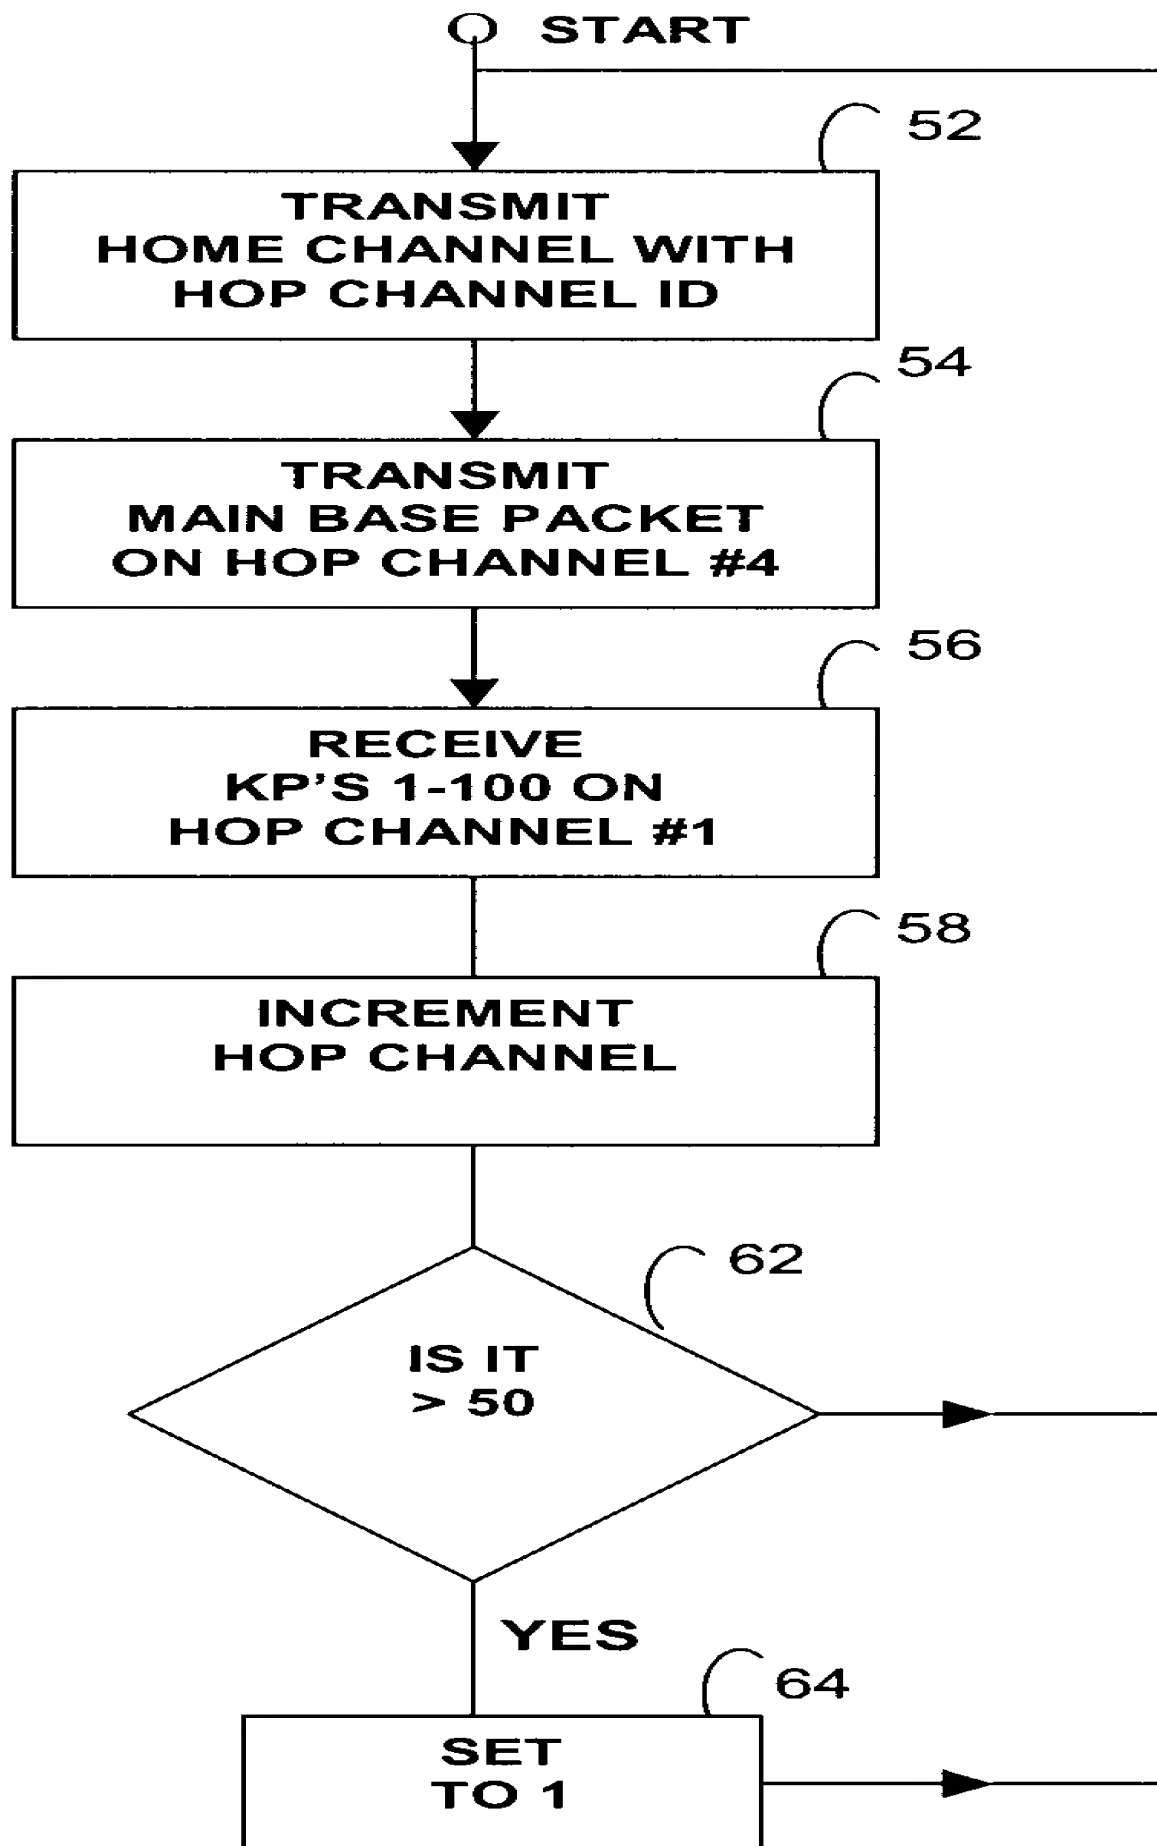 START
52
TRANSMIT
HOME CHANNEL WITH
HOP CHANNEL ID
54
TRANSMIT
MAIN BASE PACKET
ON HOP CHANNEL #4
56
RECEIVE
KP'S 1-100 ON
HOP CHANNEL #1
58
INCREMENT
HOP CHANNEL
62
IS IT
> 50
YES
64
SET
TO 1